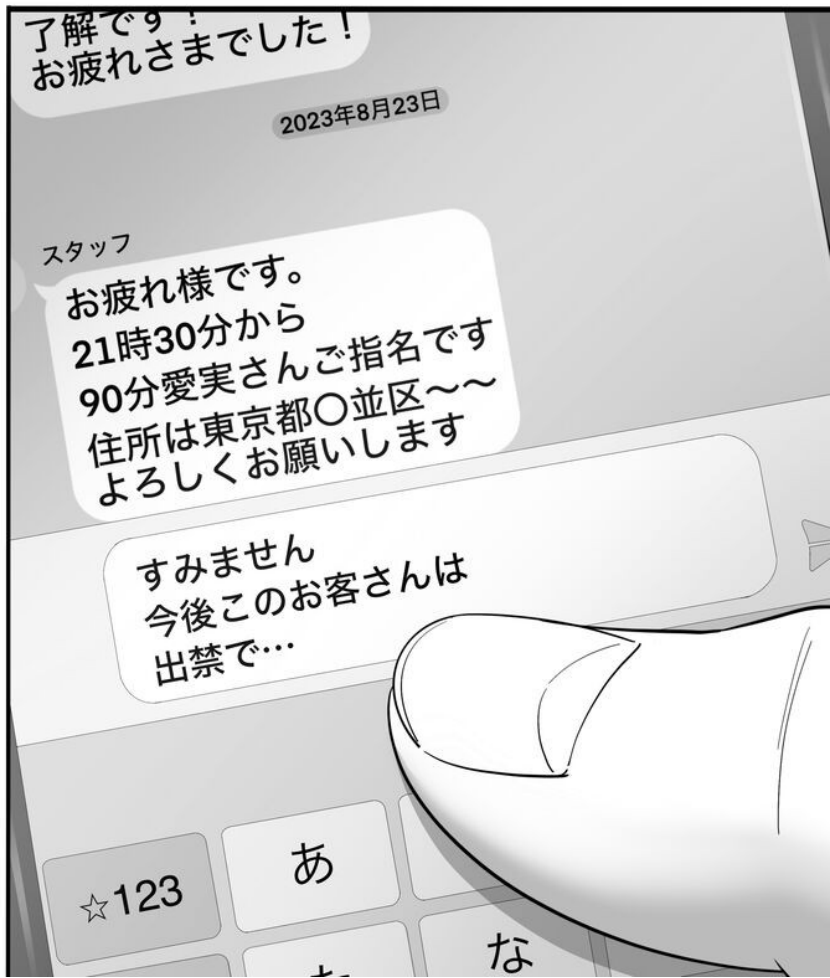 了解です！
お疲れさまでした！
2023年8月23日
スタッフ
お疲れ様です。
21時30分から
90分愛実さんご指名です
住所は東京都〇並区〜〜
よろしくお願いします
すみません
今後このお客さんは
出禁で…
☆123
あ
た
な